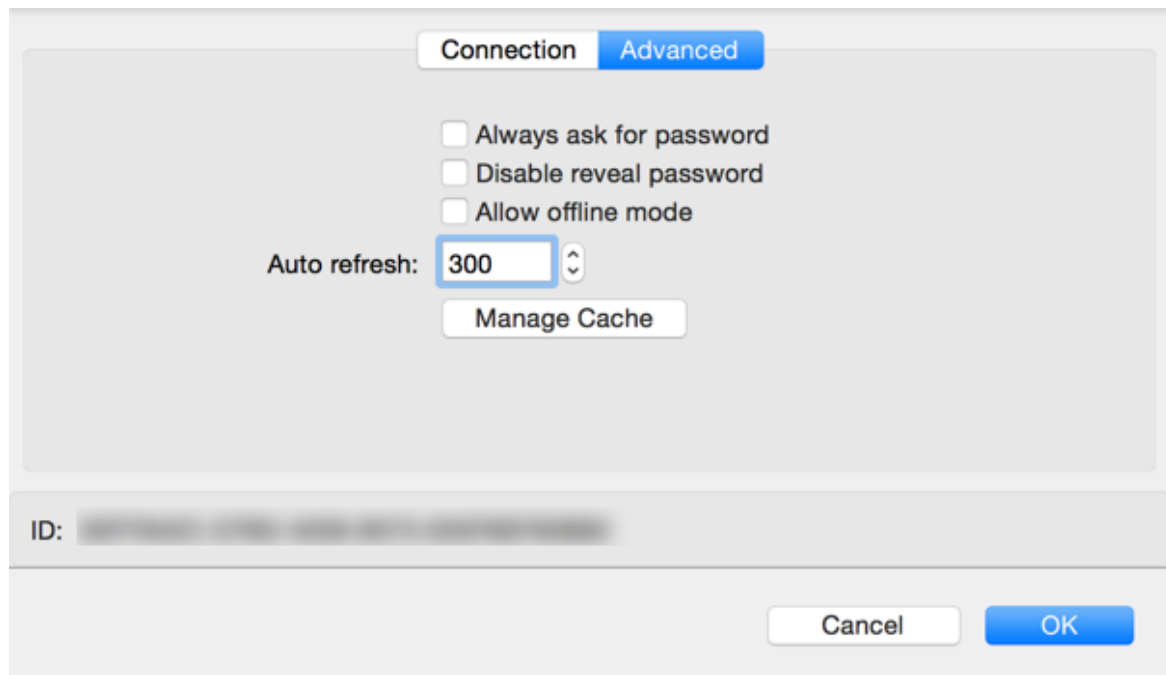 Connection Advanced
Always ask for password
Disable reveal password
Allow offline mode
Auto refresh: 300
Manage Cache
ID:
Cancel OK